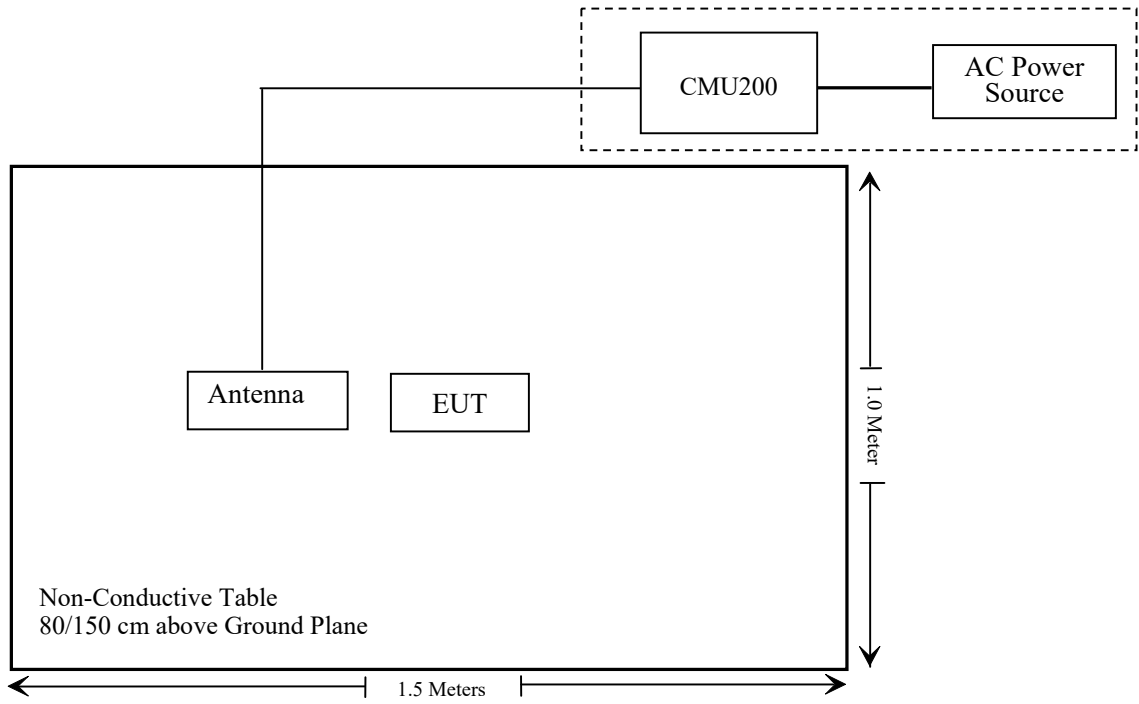 CMU200
AC Power
Source
Antenna
EUT
1.0 Meter
Non-Conductive Table
80/150 cm above Ground Plane
1.5 Meters